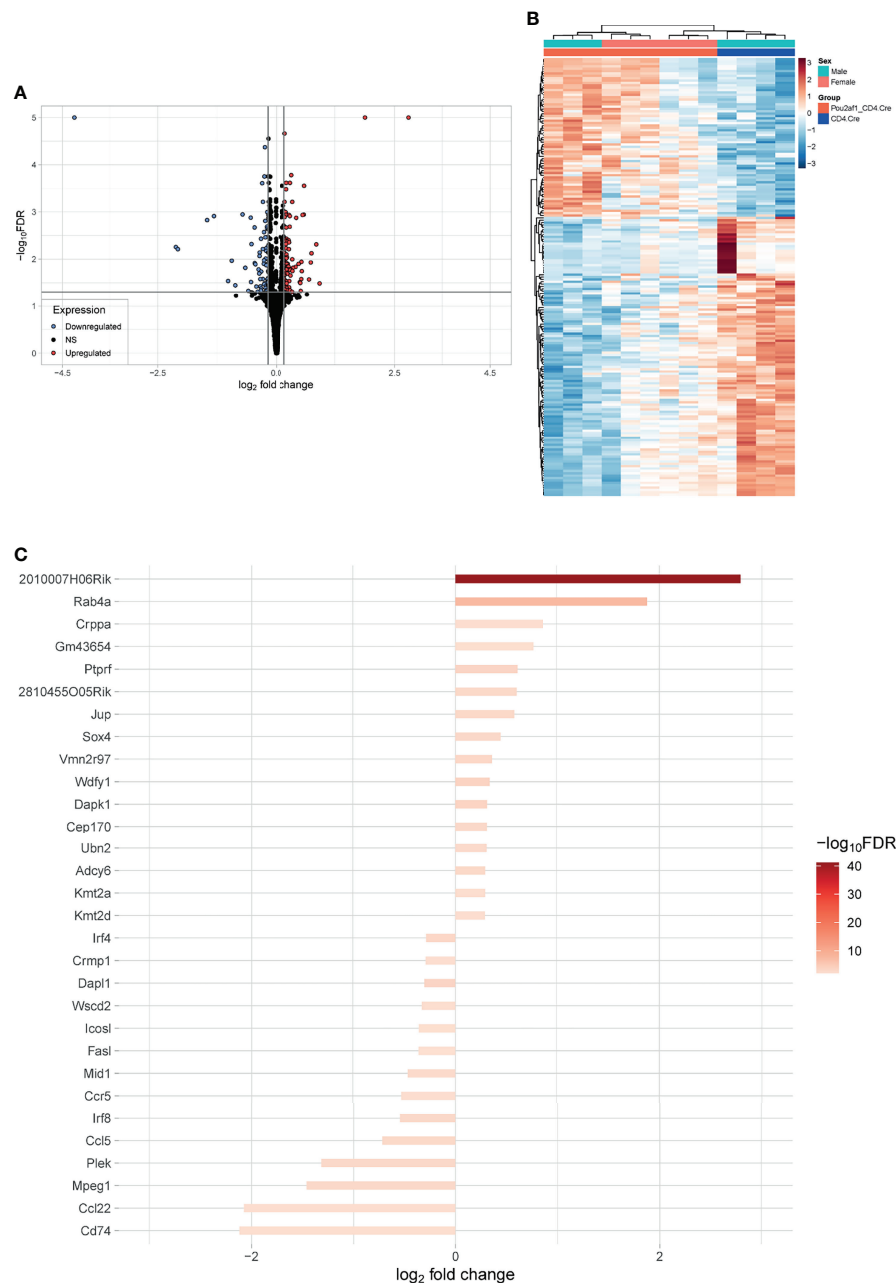 A
5
4
3
2
1
0
−log10FDR
Expression
Downregulated
NS
Upregulated
−4.5
−2.5
0.0
2.5
4.5
log2 fold change
B
3
2
1
0
−1
−2
−3
Sex
Male
Female
Group
Pou2af1_CD4.Cre
CD4.Cre
C
2010007H06Rik
Rab4a
Crppa
Gm43654
Ptprf
2810455O05Rik
Jup
Sox4
Vmn2r97
Wdfy1
Dapk1
Cep170
Ubn2
Adcy6
Kmt2a
Kmt2d
Irf4
Crmp1
Dapl1
Wscd2
Icosl
Fasl
Mid1
Ccr5
Irf8
Ccl5
Plek
Mpeg1
Ccl22
Cd74
−2
0
2
log2 fold change
−log10FDR
40
30
20
10